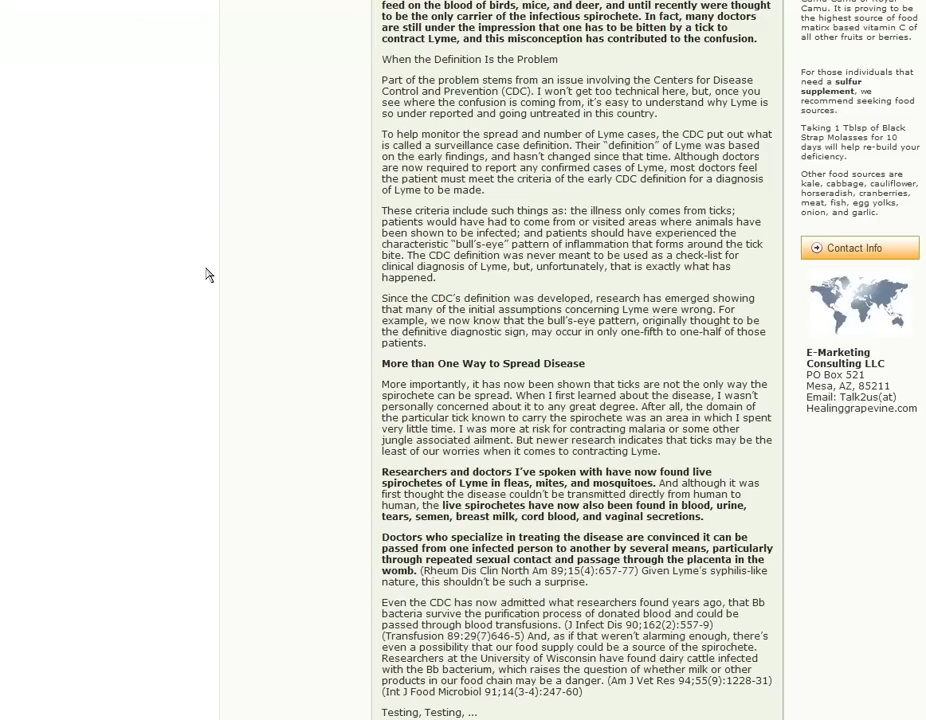 feed on the blood of birds, mice, and deer, and until recently were thought
to be the only carrier of the infectious spirochete. In fact, many doctors
are still under the impression that one has to be bitten by a tick to
contract Lyme, and this misconception has contributed to the confusion.
When the Definition Is the Problem
Part of the problem stems from an issue involving the Centers for Disease
Control and Prevention (CDC). I won't get too technical here, but, once you
see where the confusion is coming from, it's easy to understand why Lyme is
so under reported and going untreated in this country.
To help monitor the spread and number of Lyme cases, the CDC put out what
is called a surveillance case definition. Their "definition" of Lyme was based
on the early findings, and hasn't changed since that time. Although doctors
are now required to report any confirmed cases of Lyme, most doctors feel
the patient must meet the criteria of the early CDC definition for a diagnosis
of Lyme to be made.
These criteria include such things as: the illness only comes from ticks;
patients would have had to come from or visited areas where animals have
been shown to be infected; and patients should have experienced the
characteristic "bull's-eye" pattern of inflammation that forms around the tick
bite. The CDC definition was never meant to be used as a check-list for
clinical diagnosis of Lyme, but, unfortunately, that is exactly what has
happened.
Since the CDC's definition was developed, research has emerged showing
that many of the initial assumptions concerning Lyme were wrong. For
example, we now know that the bull's-eye pattern, originally thought to be
the definitive diagnostic sign, may occur in only one-fifth to one-half of those
patients.
More than One Way to Spread Disease
More importantly, it has now been shown that ticks are not the only way the
spirochete can be spread. When I first learned about the disease, I wasn't
personally concerned about it to any great degree. After all, the domain of
the particular tick known to carry the spirochete was an area in which I spent
very little time. I was more at risk for contracting malaria or some other
jungle associated ailment. But newer research indicates that ticks may be the
least of our worries when it comes to contracting Lyme.
Researchers and doctors I've spoken with have now found live
spirochetes of Lyme in fleas, mites, and mosquitoes. And although it was
first thought the disease couldn't be transmitted directly from human to
human, the live spirochetes have now also been found in blood, urine,
tears, semen, breast milk, cord blood, and vaginal secretions.
Doctors who specialize in treating the disease are convinced it can be
passed from one infected person to another by several means, particularly
through repeated sexual contact and passage through the placenta in the
womb. (Rheum Dis Clin North Am 89;15(4):657-77) Given Lyme's syphilis-like
nature, this shouldn't be such a surprise.
Even the CDC has now admitted what researchers found years ago, that Bb
bacteria survive the purification process of donated blood and could be
passed through blood transfusions. (J Infect Dis 90;162(2):557-9)
(Transfusion 89:29(7)646-5) And, as if that weren't alarming enough, there's
even a possibility that our food supply could be a source of the spirochete.
Researchers at the University of Wisconsin have found dairy cattle infected
with the Bb bacterium, which raises the question of whether milk or other
products in our food chain may be a danger. (Am J Vet Res 94;55(9):1228-31)
(Int J Food Microbiol 91;14(3-4):247-60)
Testing, Testing, ...
Camu. It is proving to be
the highest source of food
matirx based vitamin C of
all other fruits or berries.
For those individuals that
need a sulfur
supplement, we
recommend seeking food
sources.
Taking 1 Tblsp of Black
Strap Molasses for 10
days will help re-build your
deficiency.
Other food sources are
kale, cabbage, cauliflower,
horseradish, cranberries,
meat, fish, egg yolks,
onion, and garlic.
Contact Info
E-Marketing
Consulting LLC
PO Box 521
Mesa, AZ, 85211
Email: Talk2us(at)
Healinggrapevine.com